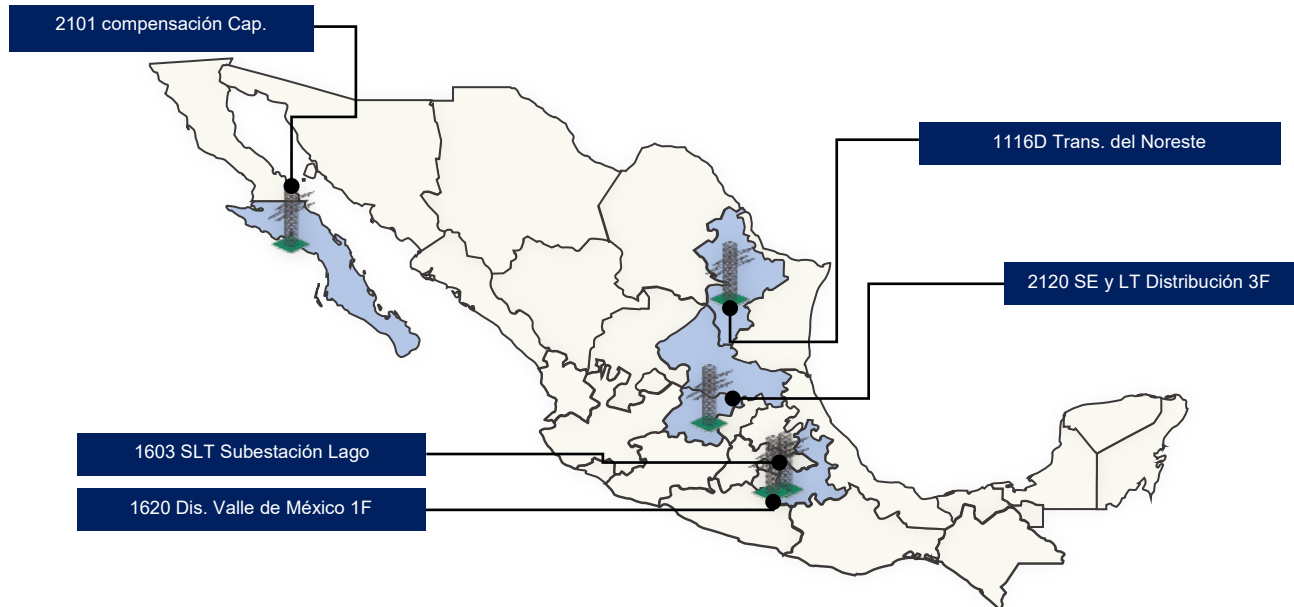 2101 compensación Cap.
1116D Trans. del Noreste
2120 SE y LT Distribución 3F
1603 SLT Subestación Lago
1620 Dis. Valle de México 1F